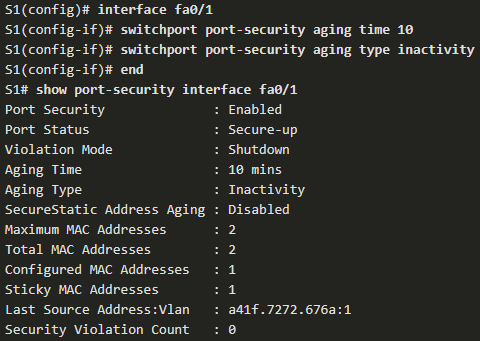 S1(config)# interface fa0/1
S1(config-if)# switchport port-security aging time 10
S1(config-if)# switchport port-security aging type inactivity
S1(config-if)# end
S1# show port-security interface fa0/1
Port Security              : Enabled
Port Status                : Secure-up
Violation Mode             : Shutdown
Aging Time                 : 10 mins
Aging Type                 : Inactivity
SecureStatic Address Aging : Disabled
Maximum MAC Addresses      : 2
Total MAC Addresses        : 2
Configured MAC Addresses   : 1
Sticky MAC Addresses       : 1
Last Source Address:Vlan   : a41f.7272.676a:1
Security Violation Count   : 0